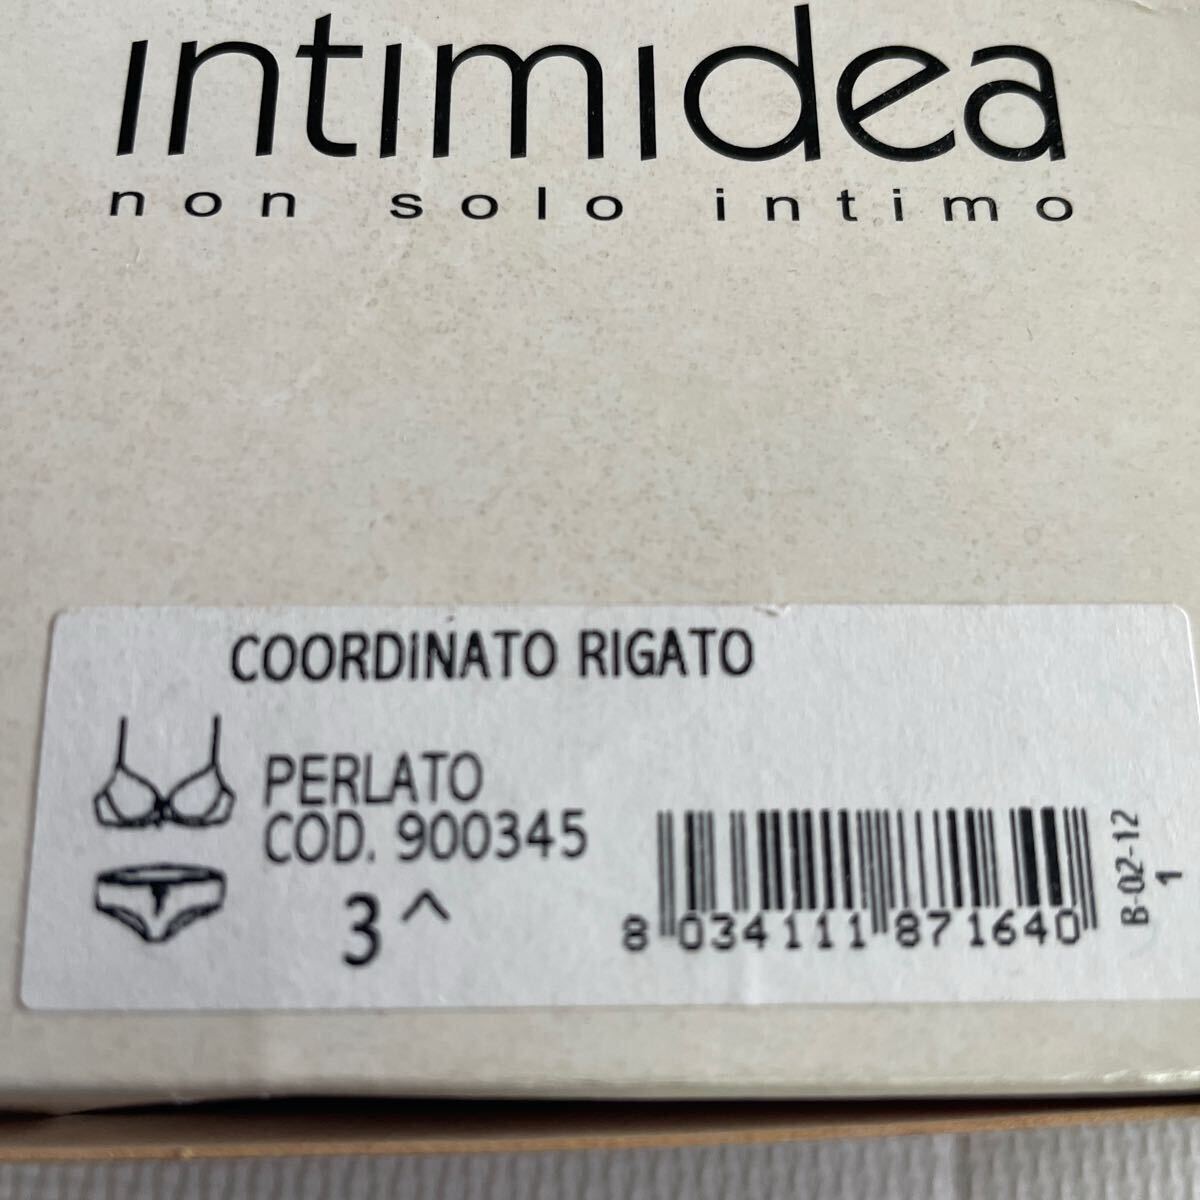 intimidea
non solo intimo
COORDINATO RIGATO
PERLATO
COD. 900345
3^
8 034111 871640
B-02-12
1